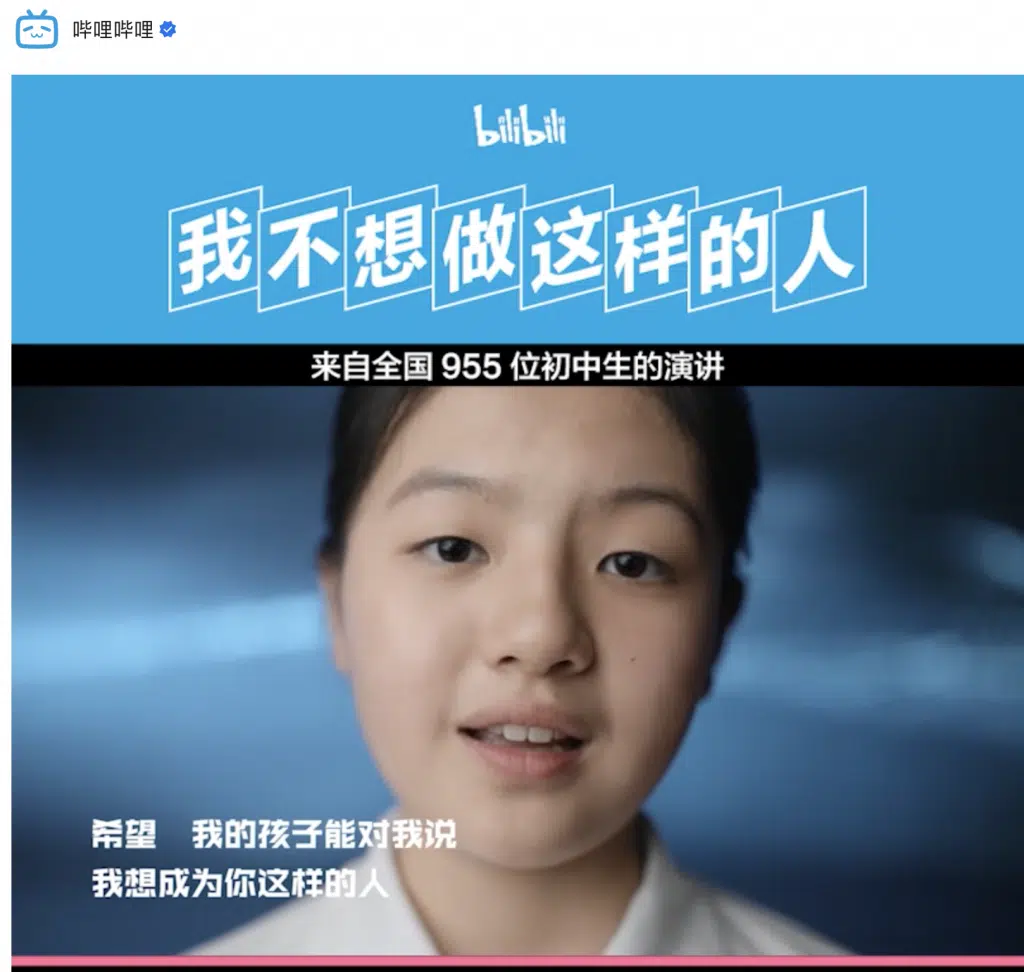 哔哩哔哩
bilibili
我不想做这样的人
来自全国 955 位初中生的演讲
希望 我的孩子能对我说
我想成为你这样的人